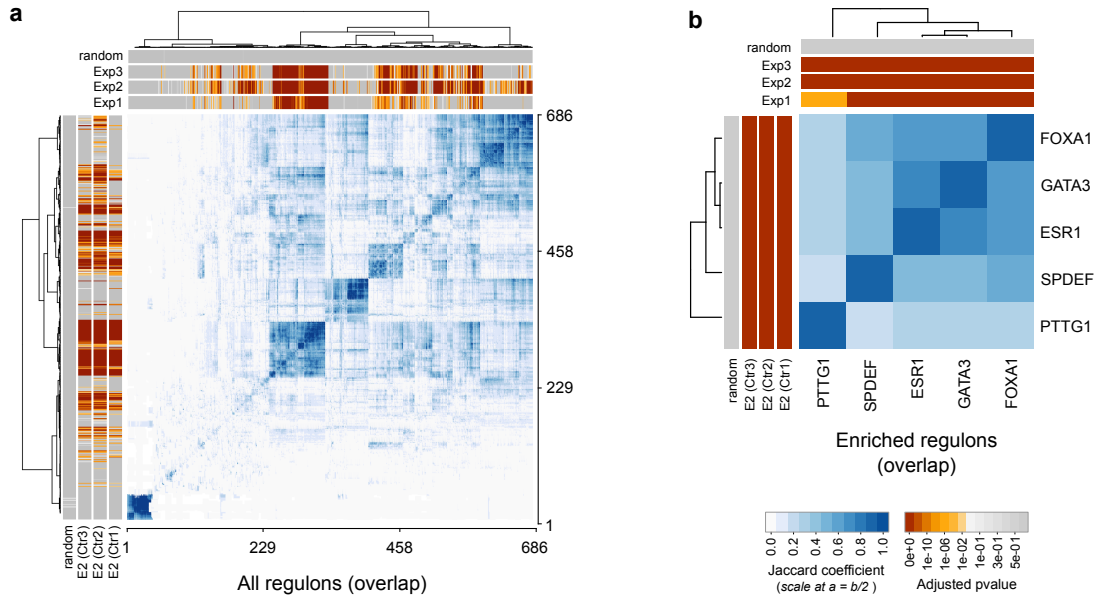 a
random
Exp3
Exp2
Exp1
686
458
229
1
random
E2 (Ctr3)
E2 (Ctr2)
E2 (Ctr1)
1
229
458
686
All regulons (overlap)
b
random
Exp3
Exp2
Exp1
FOXA1
GATA3
ESR1
SPDEF
PTTG1
random
E2 (Ctr3)
E2 (Ctr2)
E2 (Ctr1)
PTTG1
SPDEF
ESR1
GATA3
FOXA1
Enriched regulons
(overlap)
0.0
0.2
0.4
0.6
0.8
1.0
Jaccard coefficient
(scale at a = b/2 )
0e+0
1e-10
1e-06
1e-02
1e-01
3e-01
5e-01
Adjusted pvalue